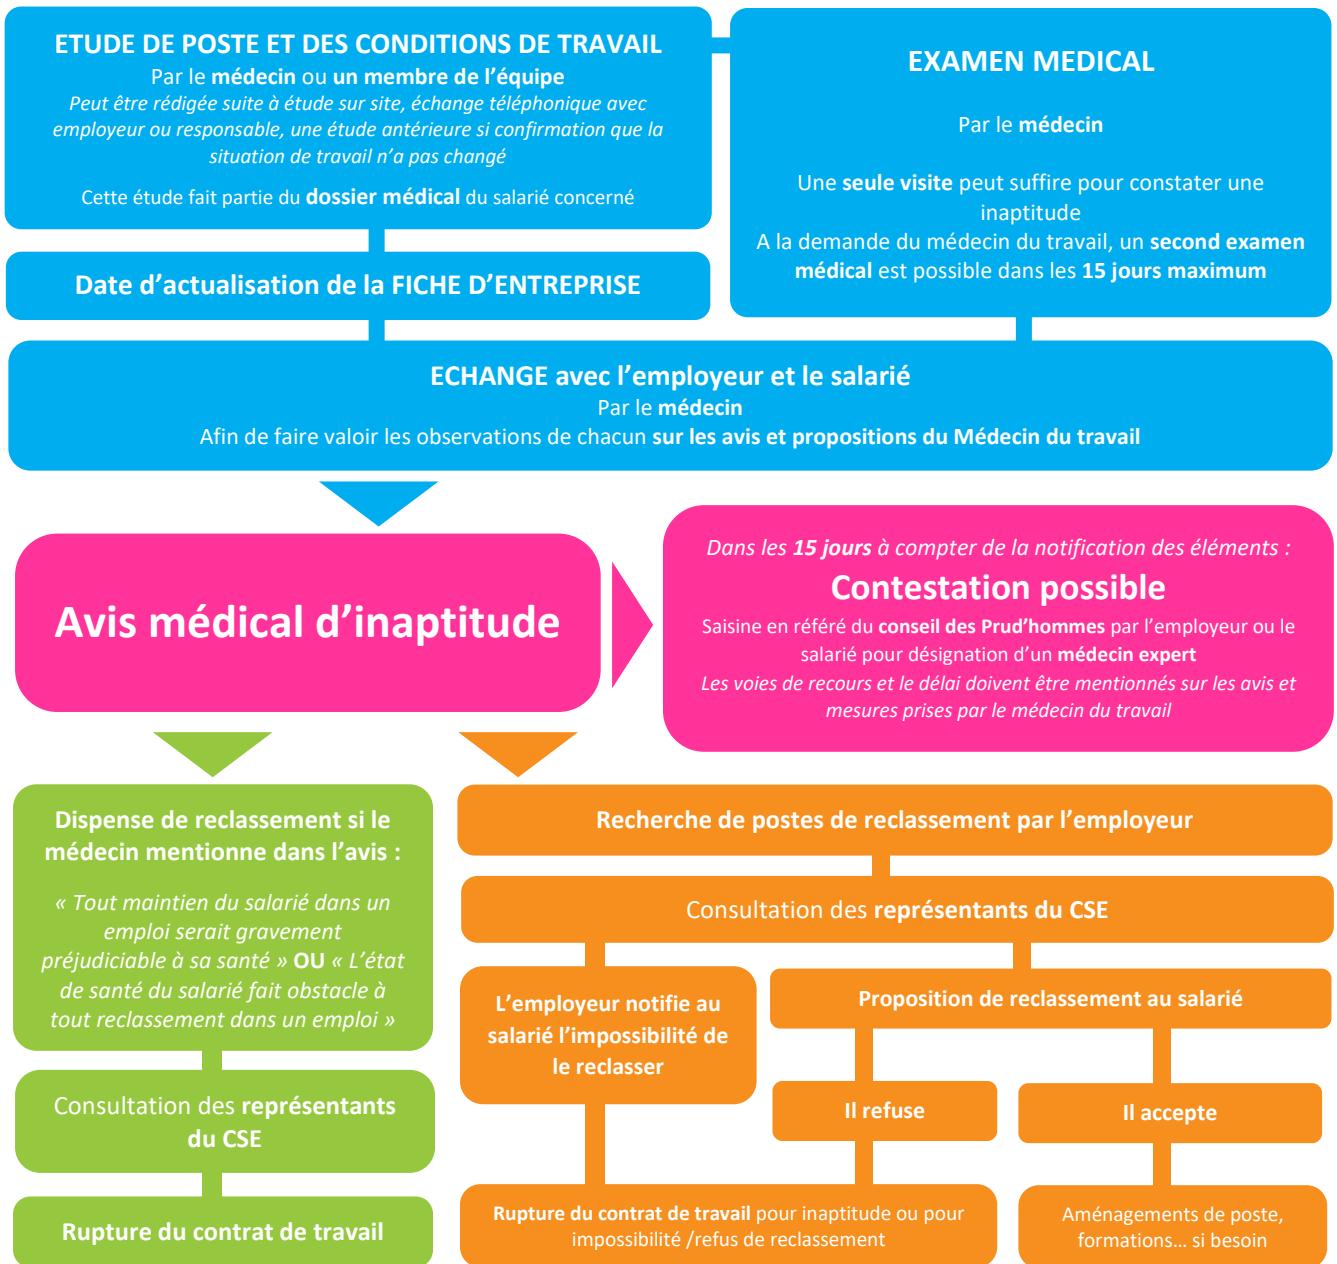 ETUDE DE POSTE ET DES CONDITIONS DE TRAVAIL
Par le médecin ou un membre de l'équipe
Peut être rédigée suite à étude sur site, échange téléphonique avec
employeur ou responsable, une étude antérieure si confirmation que la
situation de travail n'a pas changé
Cette étude fait partie du dossier médical du salarié concerné
EXAMEN MEDICAL
Par le médecin
Une seule visite peut suffire pour constater une
inaptitude
A la demande du médecin du travail, un second examen
médical est possible dans les 15 jours maximum
Date d'actualisation de la FICHE D'ENTREPRISE
ECHANGE avec l'employeur et le salarié
Par le médecin
Afin de faire valoir les observations de chacun sur les avis et propositions du Médecin du travail
Avis médical d'inaptitude
Dans les 15 jours à compter de la notification des éléments :
Contestation possible
Saisine en référé du conseil des Prud'hommes par l'employeur ou le
salarié pour désignation d'un médecin expert
Les voies de recours et le délai doivent être mentionnés sur les avis et
mesures prises par le médecin du travail
Dispense de reclassement si le
médecin mentionne dans l'avis :
« Tout maintien du salarié dans un
emploi serait gravement
préjudiciable à sa santé » OU « L'état
de santé du salarié fait obstacle à
tout reclassement dans un emploi »
Consultation des représentants
du CSE
Rupture du contrat de travail
Recherche de postes de reclassement par l'employeur
Consultation des représentants du CSE
L'employeur notifie au
salarié l'impossibilité de
le reclasser
Proposition de reclassement au salarié
Il refuse
Il accepte
Rupture du contrat de travail pour inaptitude ou pour
impossibilité /refus de reclassement
Aménagements de poste,
formations... si besoin